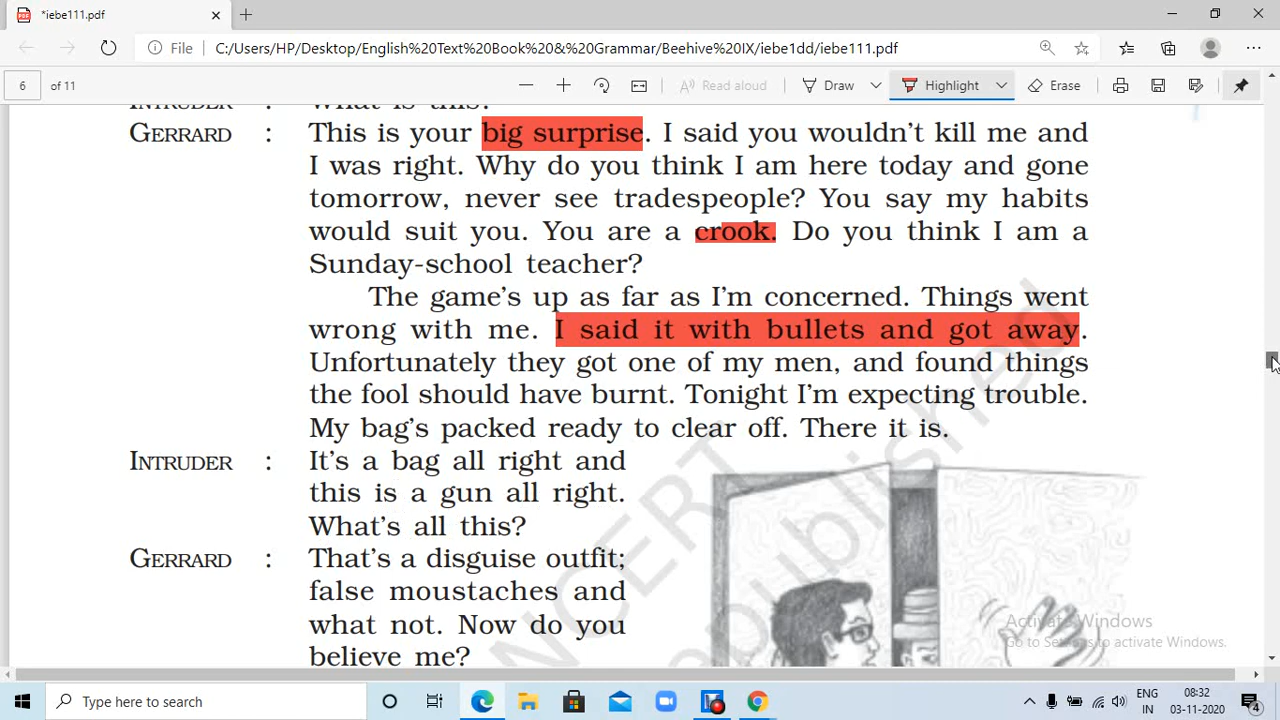 *iebe111.pdf
File C:/Users/HP/Desktop/English%20Text%20Book%20&%20Grammar/Beehive%20IX/iebe1dd/iebe111.pdf
6 of 11 Read aloud Draw Highlight Erase
INTRUDER : What is this?
GERRARD : This is your big surprise. I said you wouldn't kill me and
I was right. Why do you think I am here today and gone
tomorrow, never see tradespeople? You say my habits
would suit you. You are a crook. Do you think I am a
Sunday-school teacher?
The game's up as far as I'm concerned. Things went
wrong with me. I said it with bullets and got away.
Unfortunately they got one of my men, and found things
the fool should have burnt. Tonight I'm expecting trouble.
My bag's packed ready to clear off. There it is.
INTRUDER : It's a bag all right and
this is a gun all right.
What's all this?
GERRARD : That's a disguise outfit;
false moustaches and
what not. Now do you
believe me?
NCERT
published
Activate Windows
Go to Settings to activate Windows.
Type here to search
ENG 08:32
IN 03-11-2020
4